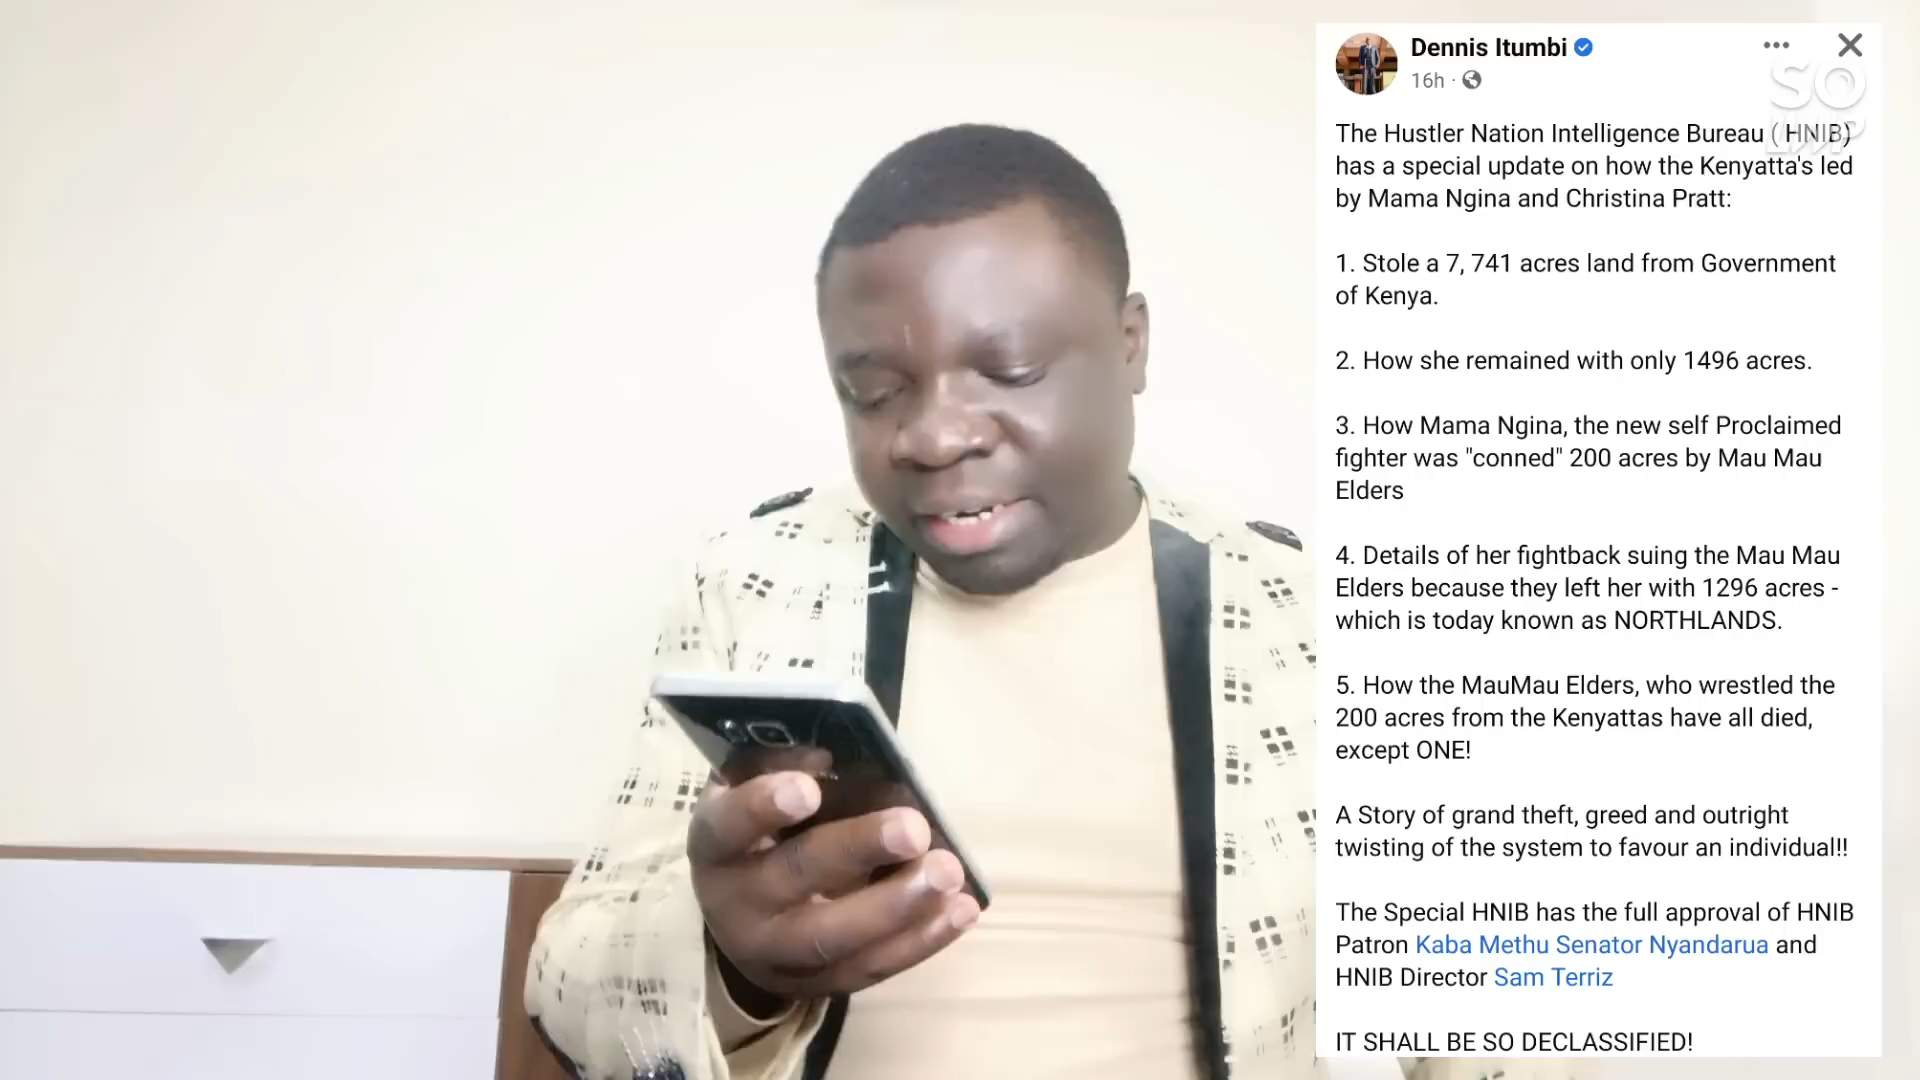 Dennis Itumbi
16h ·
SO
The Hustler Nation Intelligence Bureau ( HNIB)
has a special update on how the Kenyatta's led
by Mama Ngina and Christina Pratt:
1. Stole a 7, 741 acres land from Government
of Kenya.
2. How she remained with only 1496 acres.
3. How Mama Ngina, the new self Proclaimed
fighter was "conned" 200 acres by Mau Mau
Elders
4. Details of her fightback suing the Mau Mau
Elders because they left her with 1296 acres -
which is today known as NORTHLANDS.
5. How the MauMau Elders, who wrestled the
200 acres from the Kenyattas have all died,
except ONE!
A Story of grand theft, greed and outright
twisting of the system to favour an individual!!
The Special HNIB has the full approval of HNIB
Patron Kaba Methu Senator Nyandarua and
HNIB Director Sam Terriz
IT SHALL BE SO DECLASSIFIED!